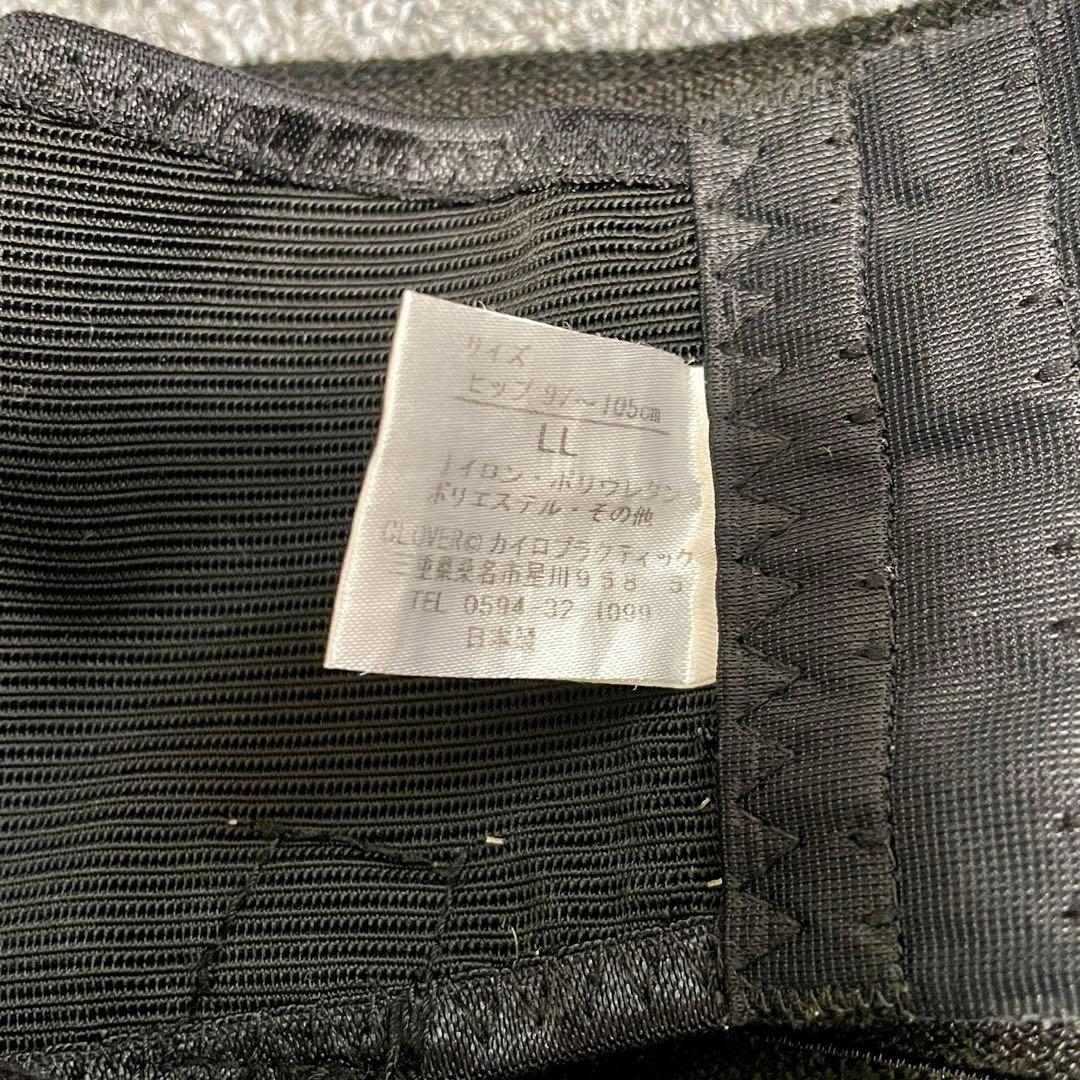 サイズ
ヒップ 97〜105cm
LL
ナイロン・ポリウレタン
ポリエステル・その他
CLOVER© カイロプラクティック
三重県桑名市星川958
TEL 0594-32-1099
日本製